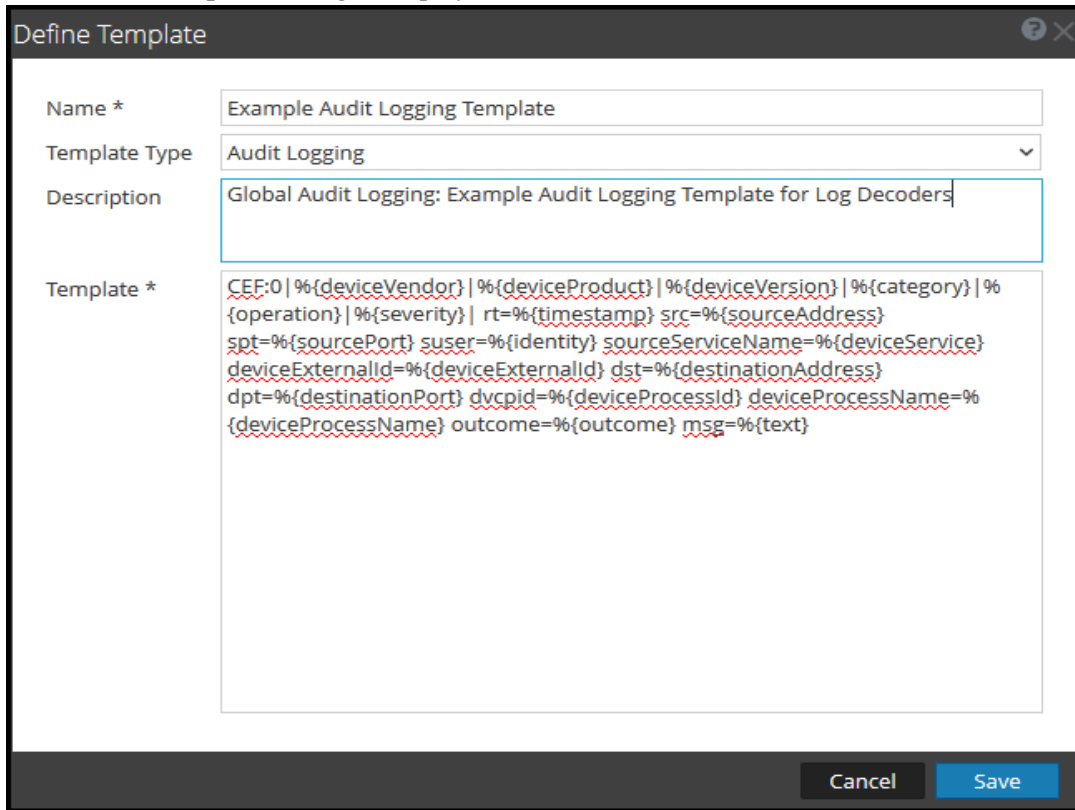 Define Template
Name *
Example Audit Logging Template
Template Type
Audit Logging
Description
Global Audit Logging: Example Audit Logging Template for Log Decoders
Template *
CEF:0|%{deviceVendor}|%{deviceProduct}|%{deviceVersion}|%{category}|%
{operation}|%{severity}| rt=%{timestamp} src=%{sourceAddress}
spt=%{sourcePort} suser=%{identity} sourceServiceName=%{deviceService}
deviceExternalId=%{deviceExternalId} dst=%{destinationAddress}
dpt=%{destinationPort} dvcpid=%{deviceProcessId} deviceProcessName=%
{deviceProcessName} outcome=%{outcome} msg=%{text}
Cancel
Save